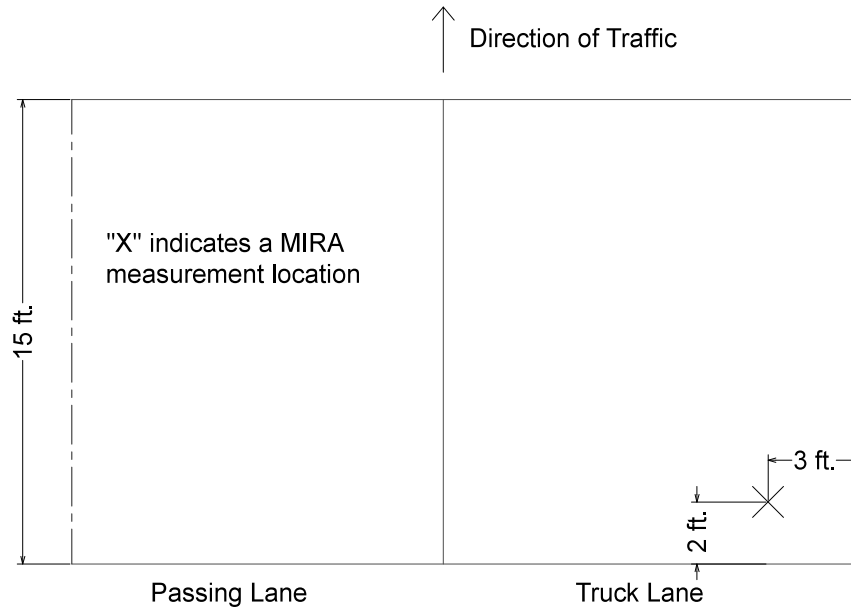 Direction of Traffic
"X" indicates a MIRA
measurement location
15 ft.
3 ft.
2 ft.
Passing Lane
Truck Lane